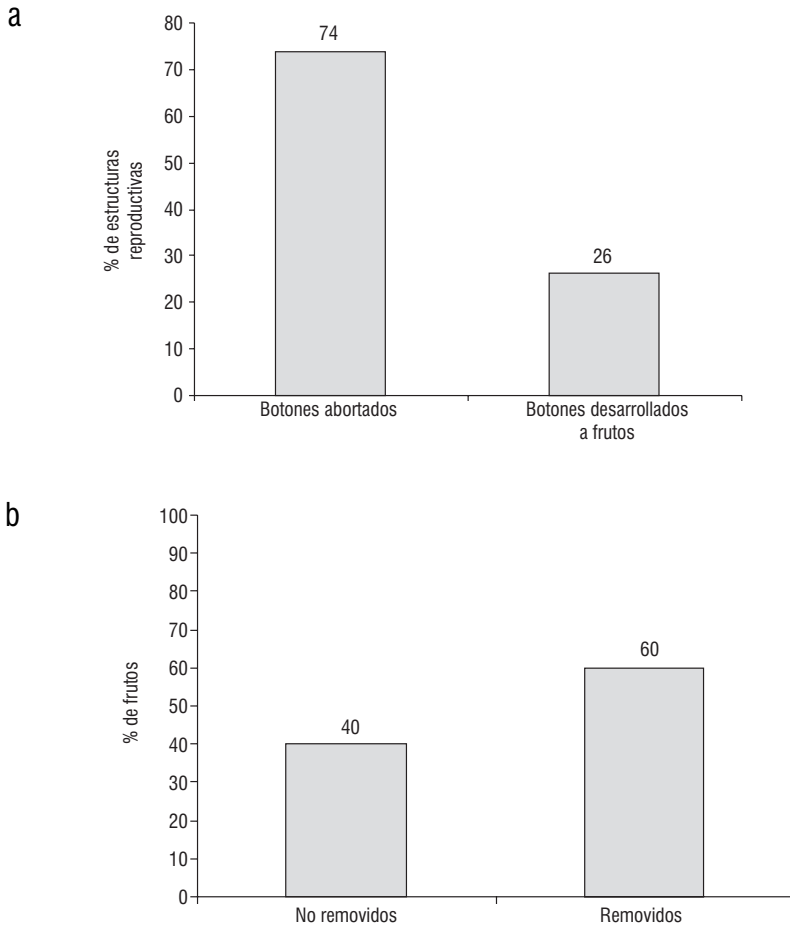 a
% de estructuras
reproductivas
80
70
60
50
40
30
20
10
0
74
26
Botones abortados
Botones desarrollados
a frutos
b
% de frutos
100
90
80
70
60
50
40
30
20
10
0
40
60
No removidos
Removidos